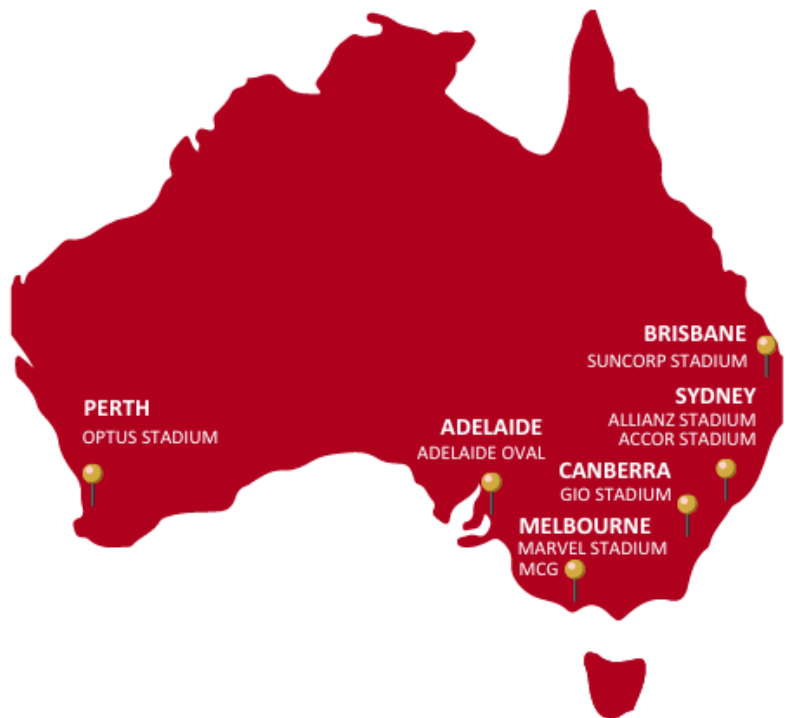 BRISBANE
SUNCORP STADIUM
SYDNEY
ALLIANZ STADIUM
ACCOR STADIUM
PERTH
OPTUS STADIUM
ADELAIDE
ADELAIDE OVAL
CANBERRA
GIO STADIUM
MELBOURNE
MARVEL STADIUM
MCG